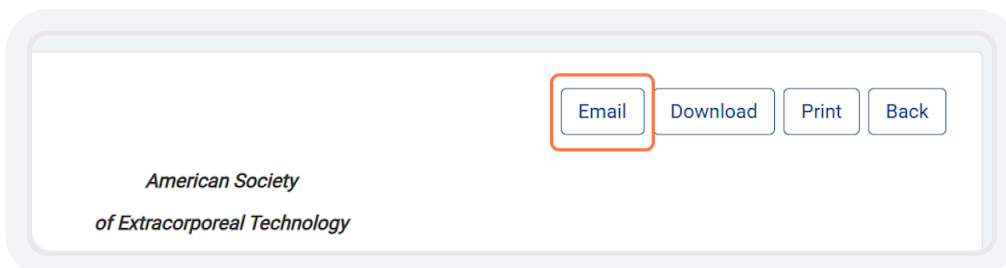 Email Download Print Back
American Society
of Extracorporeal Technology